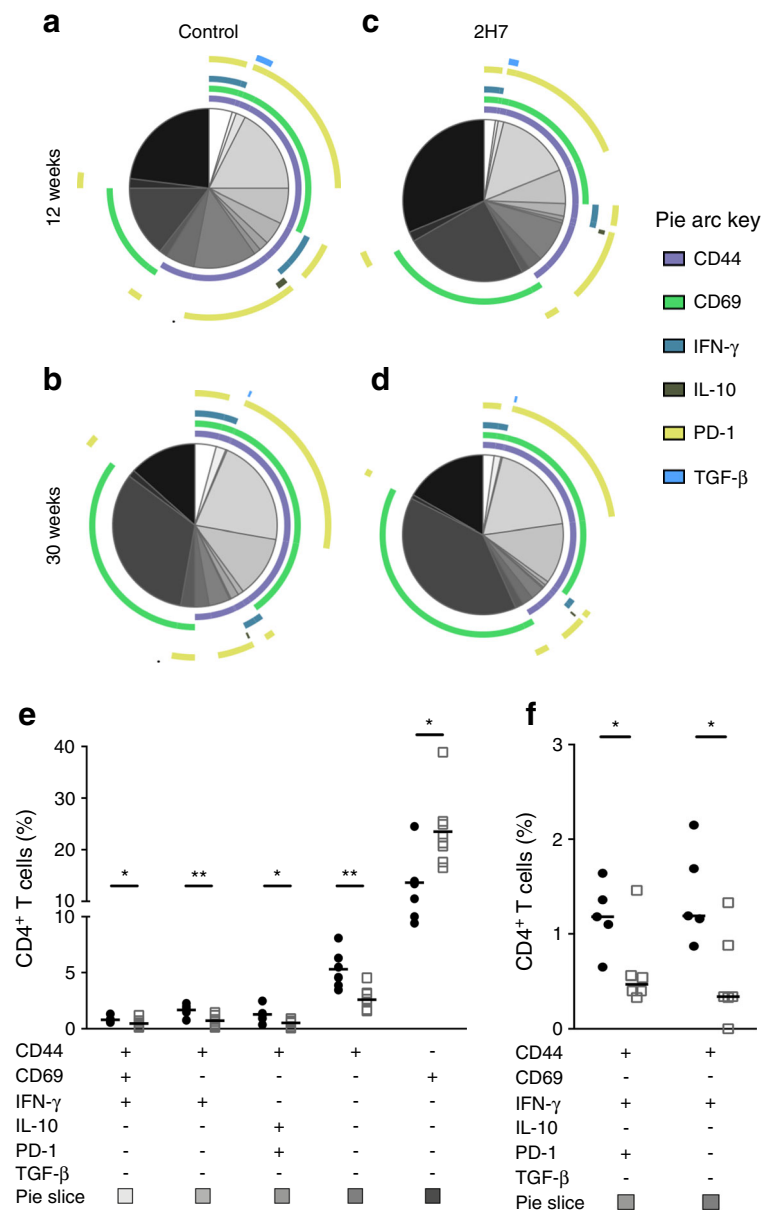 a Control c 2H7
12 weeks
Pie arc key
CD44
CD69
IFN-γ
IL-10
PD-1
TGF-β
b d
30 weeks
e
CD4+ T cells (%)
40
30
20
10
10
5
0
* ** * ** *
CD44 + + + + -
CD69 + - - - +
IFN-γ + + - - -
IL-10 - - + - -
PD-1 - - + - -
TGF-β - - - - -
Pie slice
f
CD4+ T cells (%)
3
2
1
0
* *
CD44 + +
CD69 - -
IFN-γ + +
IL-10 - -
PD-1 + -
TGF-β - -
Pie slice